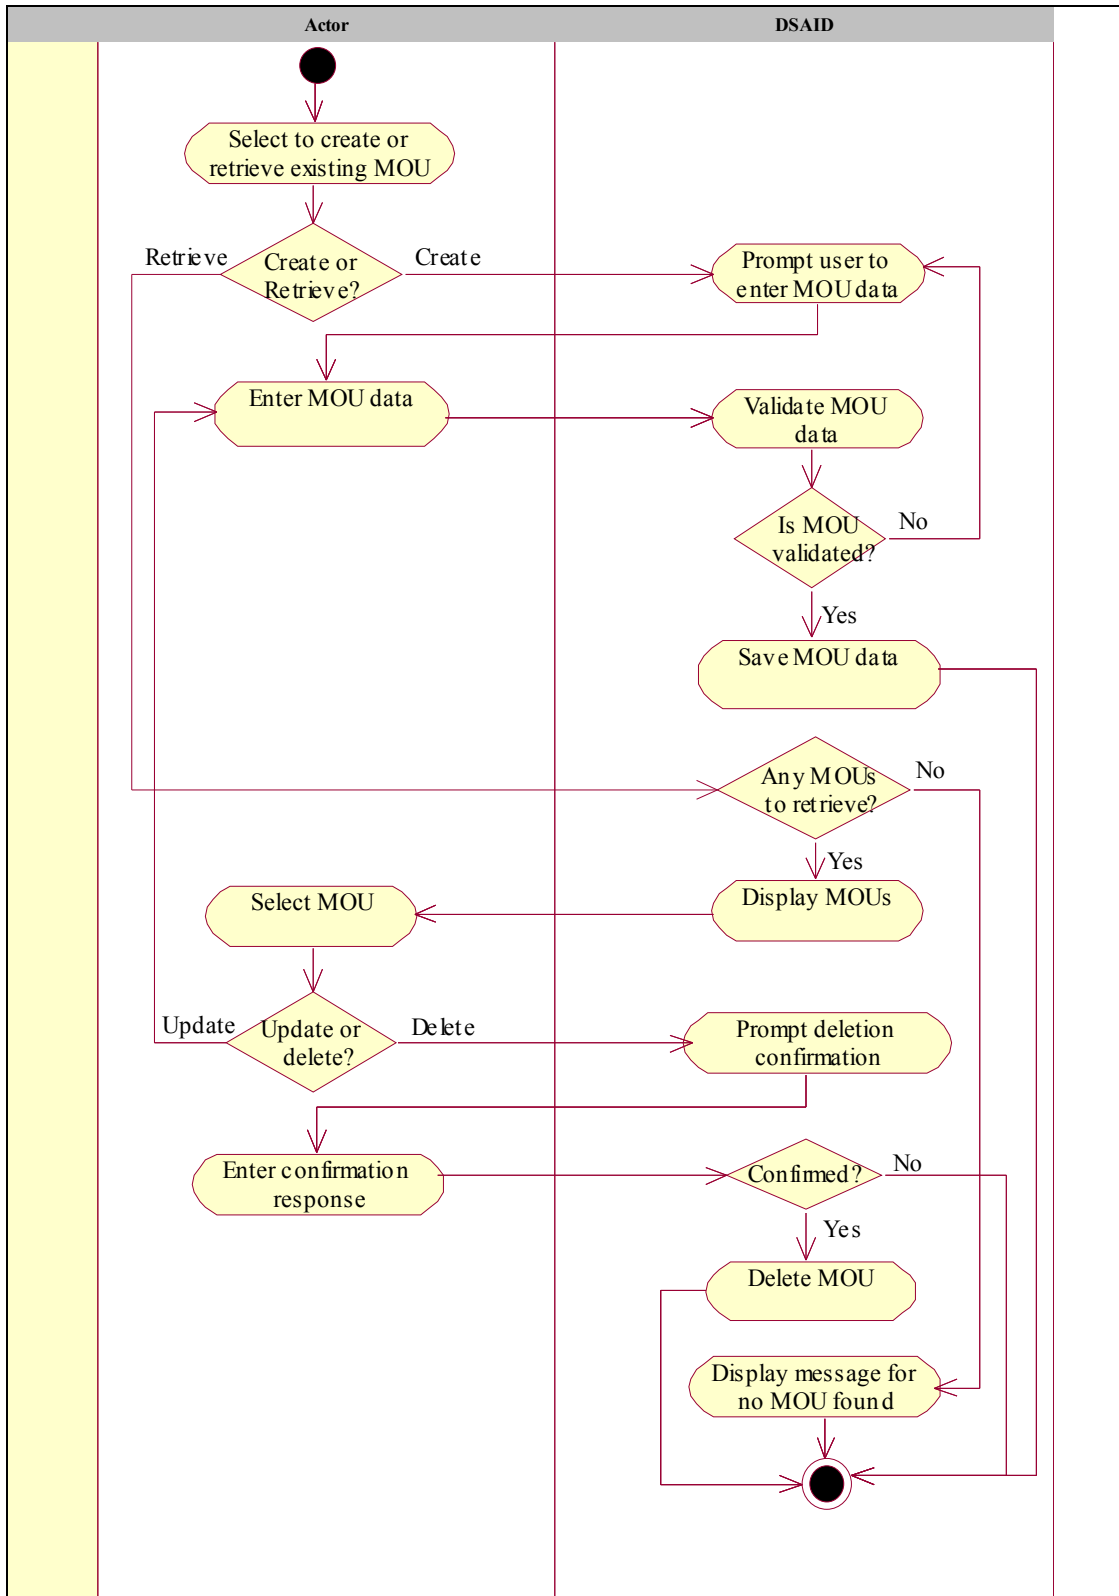 Actor
DSAID
Select to create or
retrieve existing MOU
Retrieve
Create or
Retrieve?
Create
Prompt user to
enter MOU data
Enter MOU data
Validate MOU
data
Is MOU
validated?
No
Yes
Save MOU data
Any MOUs
to retrieve?
No
Yes
Select MOU
Display MOUs
Update
Update or
delete?
Delete
Prompt deletion
confirmation
Enter confirmation
response
Confirmed?
No
Yes
Delete MOU
Display message for
no MOU found